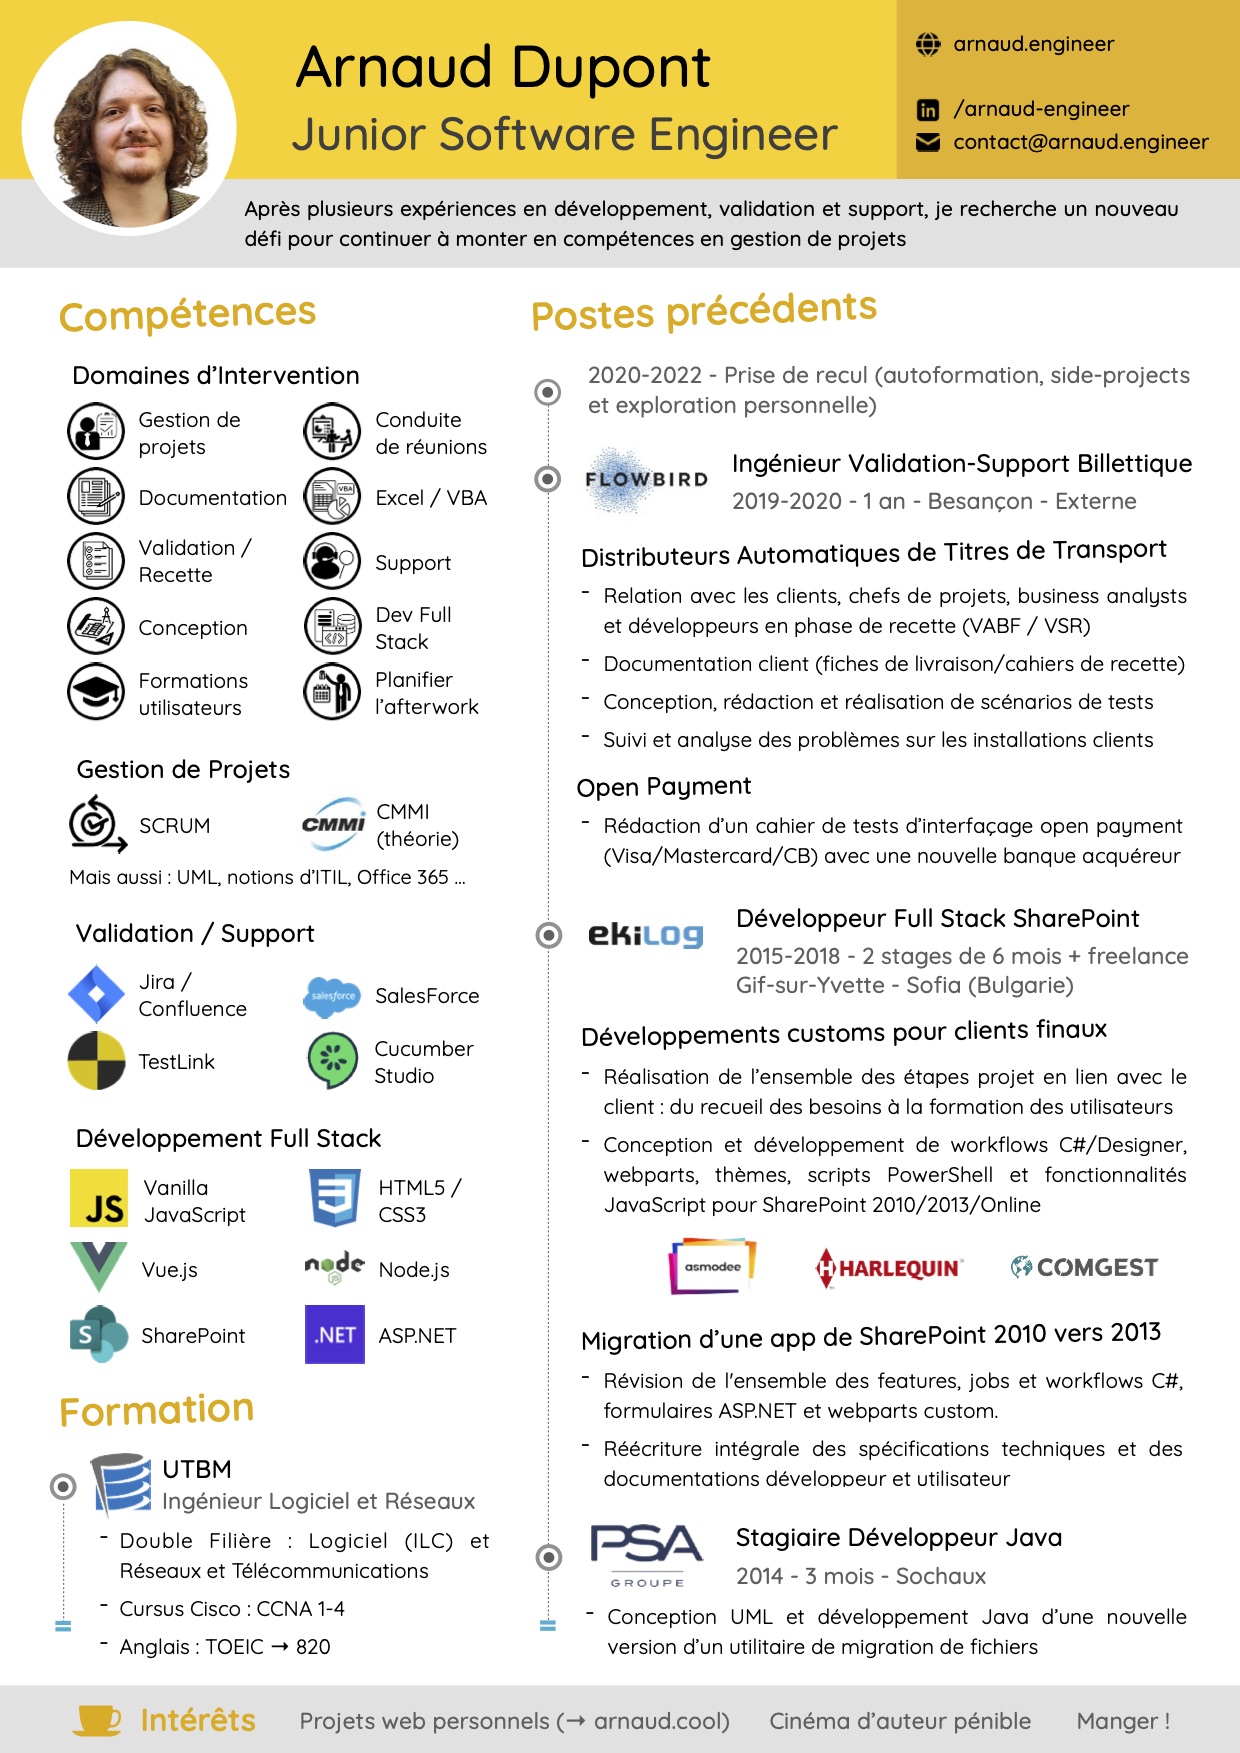 Arnaud Dupont
Junior Software Engineer
arnaud.engineer
/arnaud-engineer
contact@arnaud.engineer
Après plusieurs expériences en développement, validation et support, je recherche un nouveau
défi pour continuer à monter en compétences en gestion de projets
Compétences
Domaines d'Intervention
Gestion de
projets
Conduite
de réunions
Documentation
VBA
Excel / VBA
Validation /
Recette
Support
Conception
Dev Full
Stack
Formations
utilisateurs
Planifier
l'afterwork
Gestion de Projets
SCRUM
CMMi
CMMI
(théorie)
Mais aussi : UML, notions d'ITIL, Office 365 ...
Validation / Support
Jira /
Confluence
salesforce
SalesForce
TestLink
Cucumber
Studio
Développement Full Stack
JS
Vanilla
JavaScript
HTML5 /
CSS3
Vue.js
node
JS
Node.js
S
SharePoint
.NET
ASP.NET
Formation
UTBM
Ingénieur Logiciel et Réseaux
- Double Filière : Logiciel (ILC) et
Réseaux et Télécommunications
- Cursus Cisco : CCNA 1-4
- Anglais : TOEIC → 820
Postes précédents
2020-2022 - Prise de recul (autoformation, side-projects
et exploration personnelle)
FLOWBIRD
Ingénieur Validation-Support Billettique
2019-2020 - 1 an - Besançon - Externe
Distributeurs Automatiques de Titres de Transport
- Relation avec les clients, chefs de projets, business analysts
et développeurs en phase de recette (VABF / VSR)
- Documentation client (fiches de livraison/cahiers de recette)
- Conception, rédaction et réalisation de scénarios de tests
- Suivi et analyse des problèmes sur les installations clients
Open Payment
- Rédaction d'un cahier de tests d'interfaçage open payment
(Visa/Mastercard/CB) avec une nouvelle banque acquéreur
ekiLOG
Développeur Full Stack SharePoint
2015-2018 - 2 stages de 6 mois + freelance
Gif-sur-Yvette - Sofia (Bulgarie)
Développements customs pour clients finaux
- Réalisation de l'ensemble des étapes projet en lien avec le
client : du recueil des besoins à la formation des utilisateurs
- Conception et développement de workflows C#/Designer,
webparts, thèmes, scripts PowerShell et fonctionnalités
JavaScript pour SharePoint 2010/2013/Online
asmodee
HARLEQUIN
COMGEST
Migration d'une app de SharePoint 2010 vers 2013
- Révision de l'ensemble des features, jobs et workflows C#,
formulaires ASP.NET et webparts custom.
- Réécriture intégrale des spécifications techniques et des
documentations développeur et utilisateur
PSA
GROUPE
Stagiaire Développeur Java
2014 - 3 mois - Sochaux
- Conception UML et développement Java d'une nouvelle
version d'un utilitaire de migration de fichiers
Intérêts
Projets web personnels (→ arnaud.cool)
Cinéma d'auteur pénible
Manger !